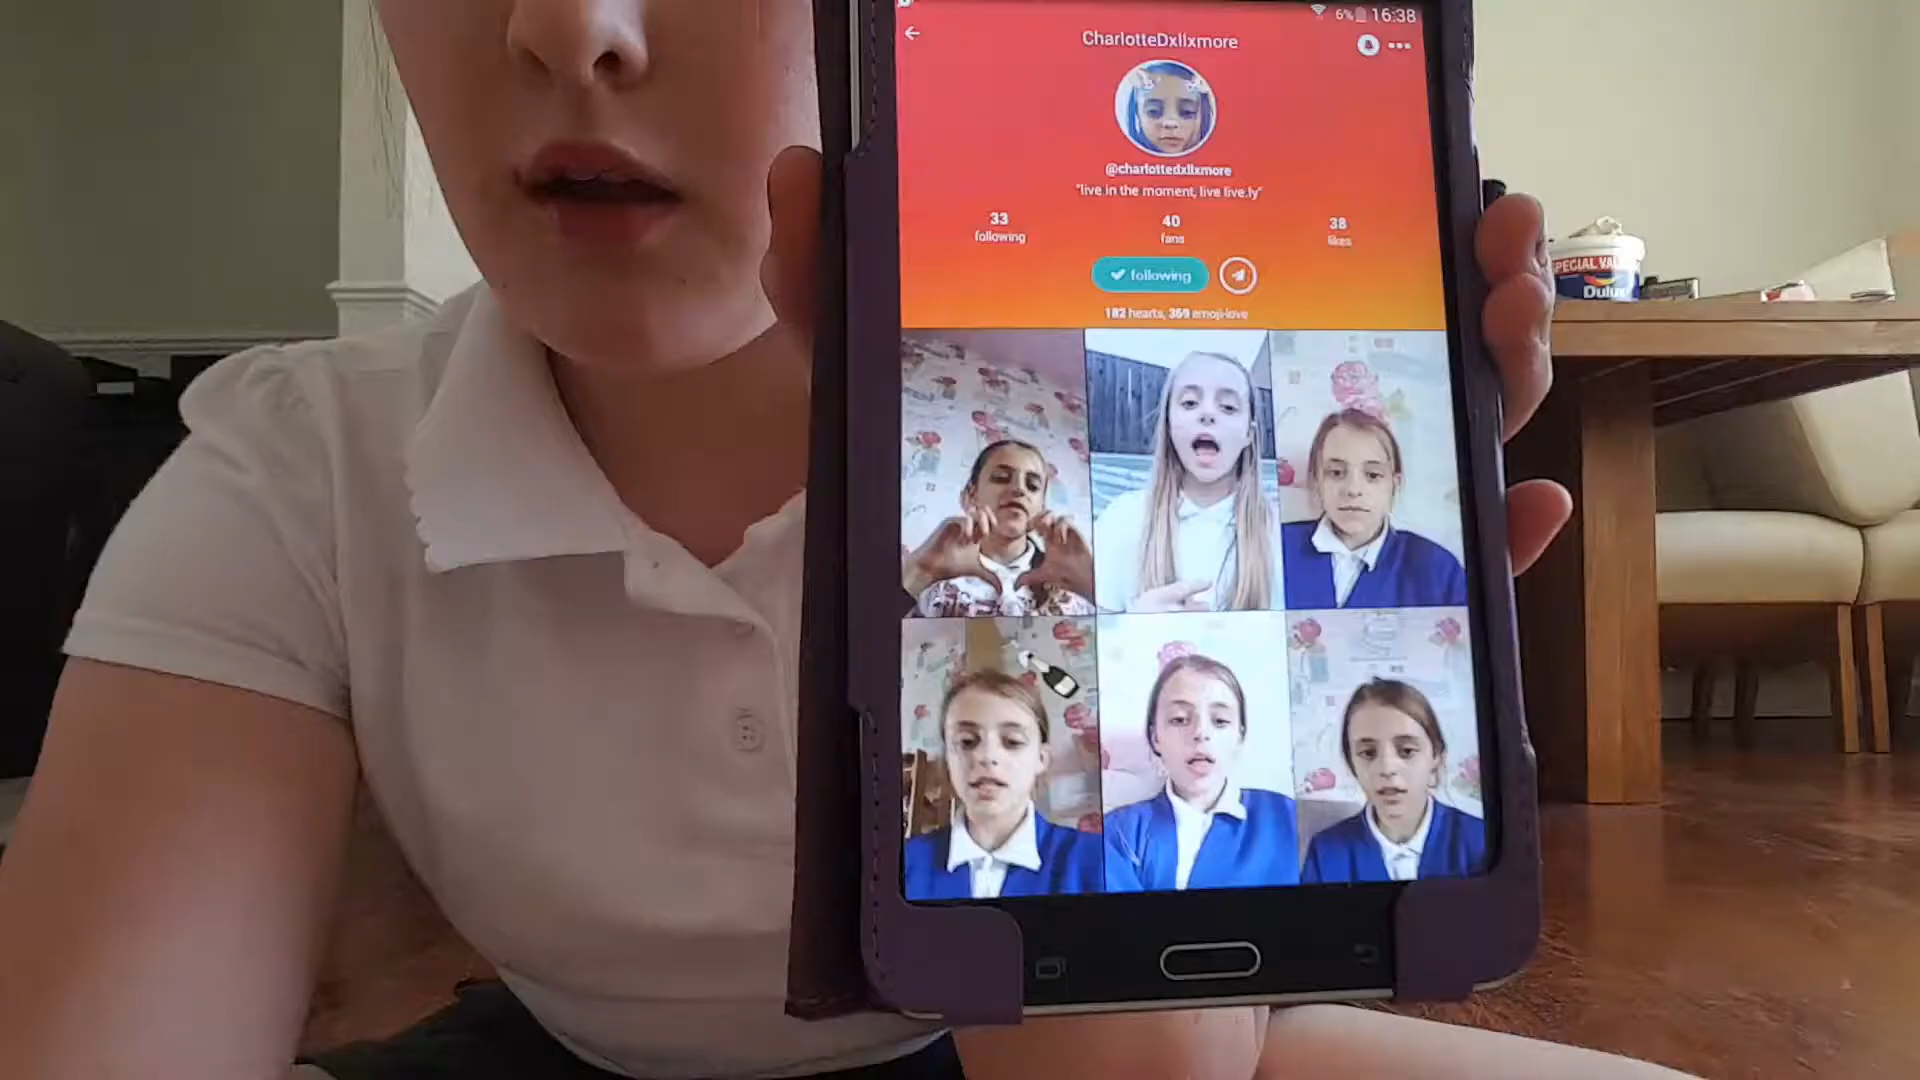 6% 16:38
CharlotteDxllxmore
@charlottedxllxmore
"live in the moment, live live.ly"
33 40 38
following fans likes
following
182 hearts, 369 emoji-love
SPECIAL VA
Dulux